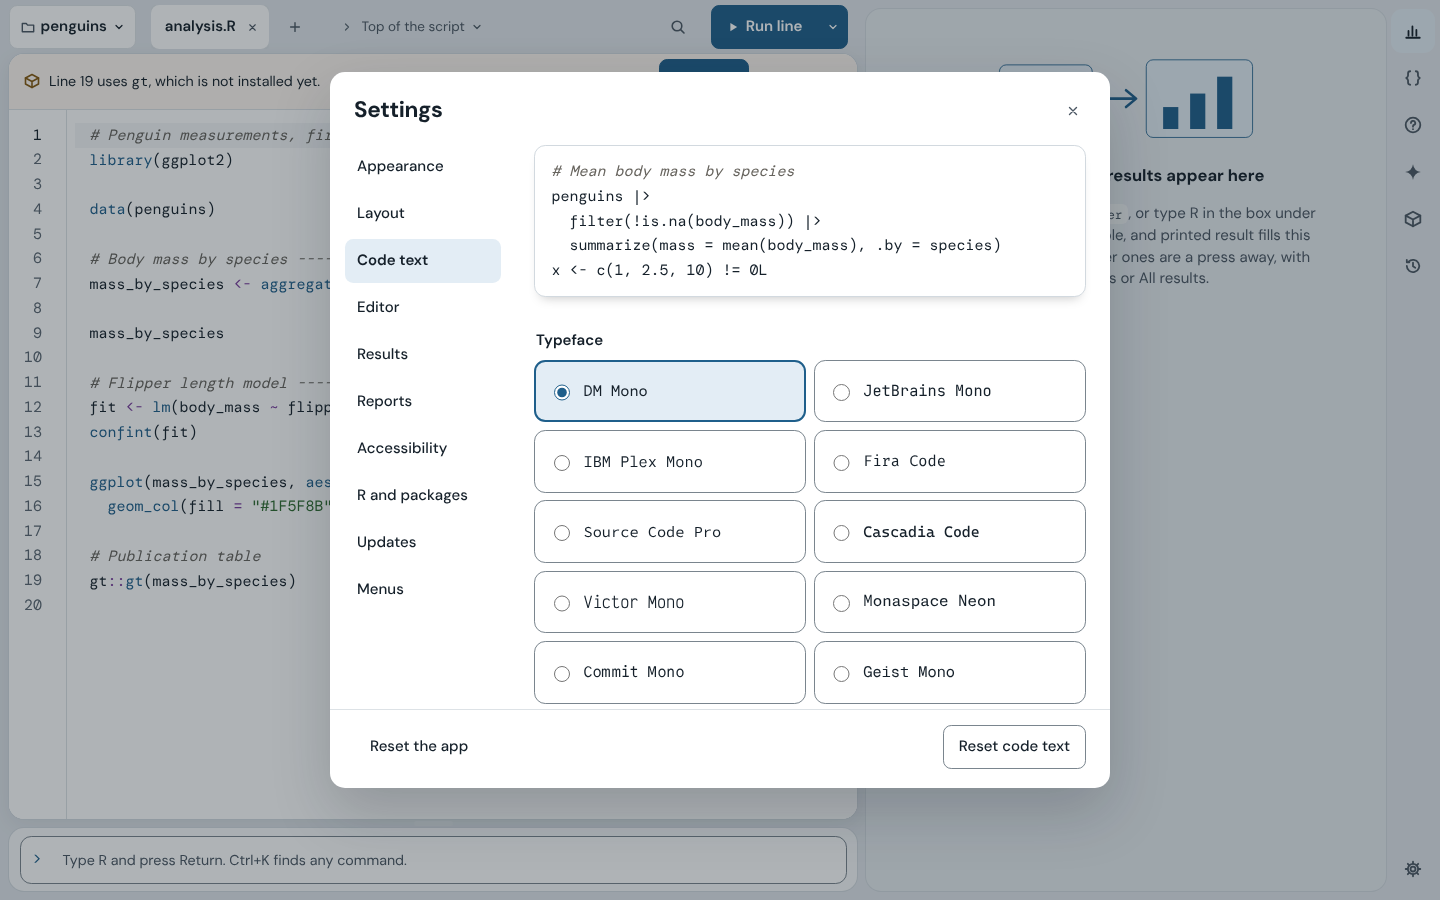 penguins
analysis.R
Top of the script
Run line
Line 19 uses gt, which is not installed yet.
1 # Penguin measurements, fir
2 library(ggplot2)
3
4 data(penguins)
5
6 # Body mass by species ----
7 mass_by_species <- aggregat
8
9 mass_by_species
10
11 # Flipper length model ----
12 fit <- lm(body_mass ~ flipp
13 confint(fit)
14
15 ggplot(mass_by_species, aes
16 geom_col(fill = "#1F5F8B"
17
18 # Publication table
19 gt::gt(mass_by_species)
20
Type R and press Return. Ctrl+K finds any command.
Settings
Appearance
Layout
Code text
Editor
Results
Reports
Accessibility
R and packages
Updates
Menus
# Mean body mass by species
penguins |>
filter(!is.na(body_mass)) |>
summarize(mass = mean(body_mass), .by = species)
x <- c(1, 2.5, 10) != 0L
Typeface
DM Mono
JetBrains Mono
IBM Plex Mono
Fira Code
Source Code Pro
Cascadia Code
Victor Mono
Monaspace Neon
Commit Mono
Geist Mono
Reset the app
Reset code text
results appear here
er, or type R in the box under
le, and printed result fills this
er ones are a press away, with
s or All results.